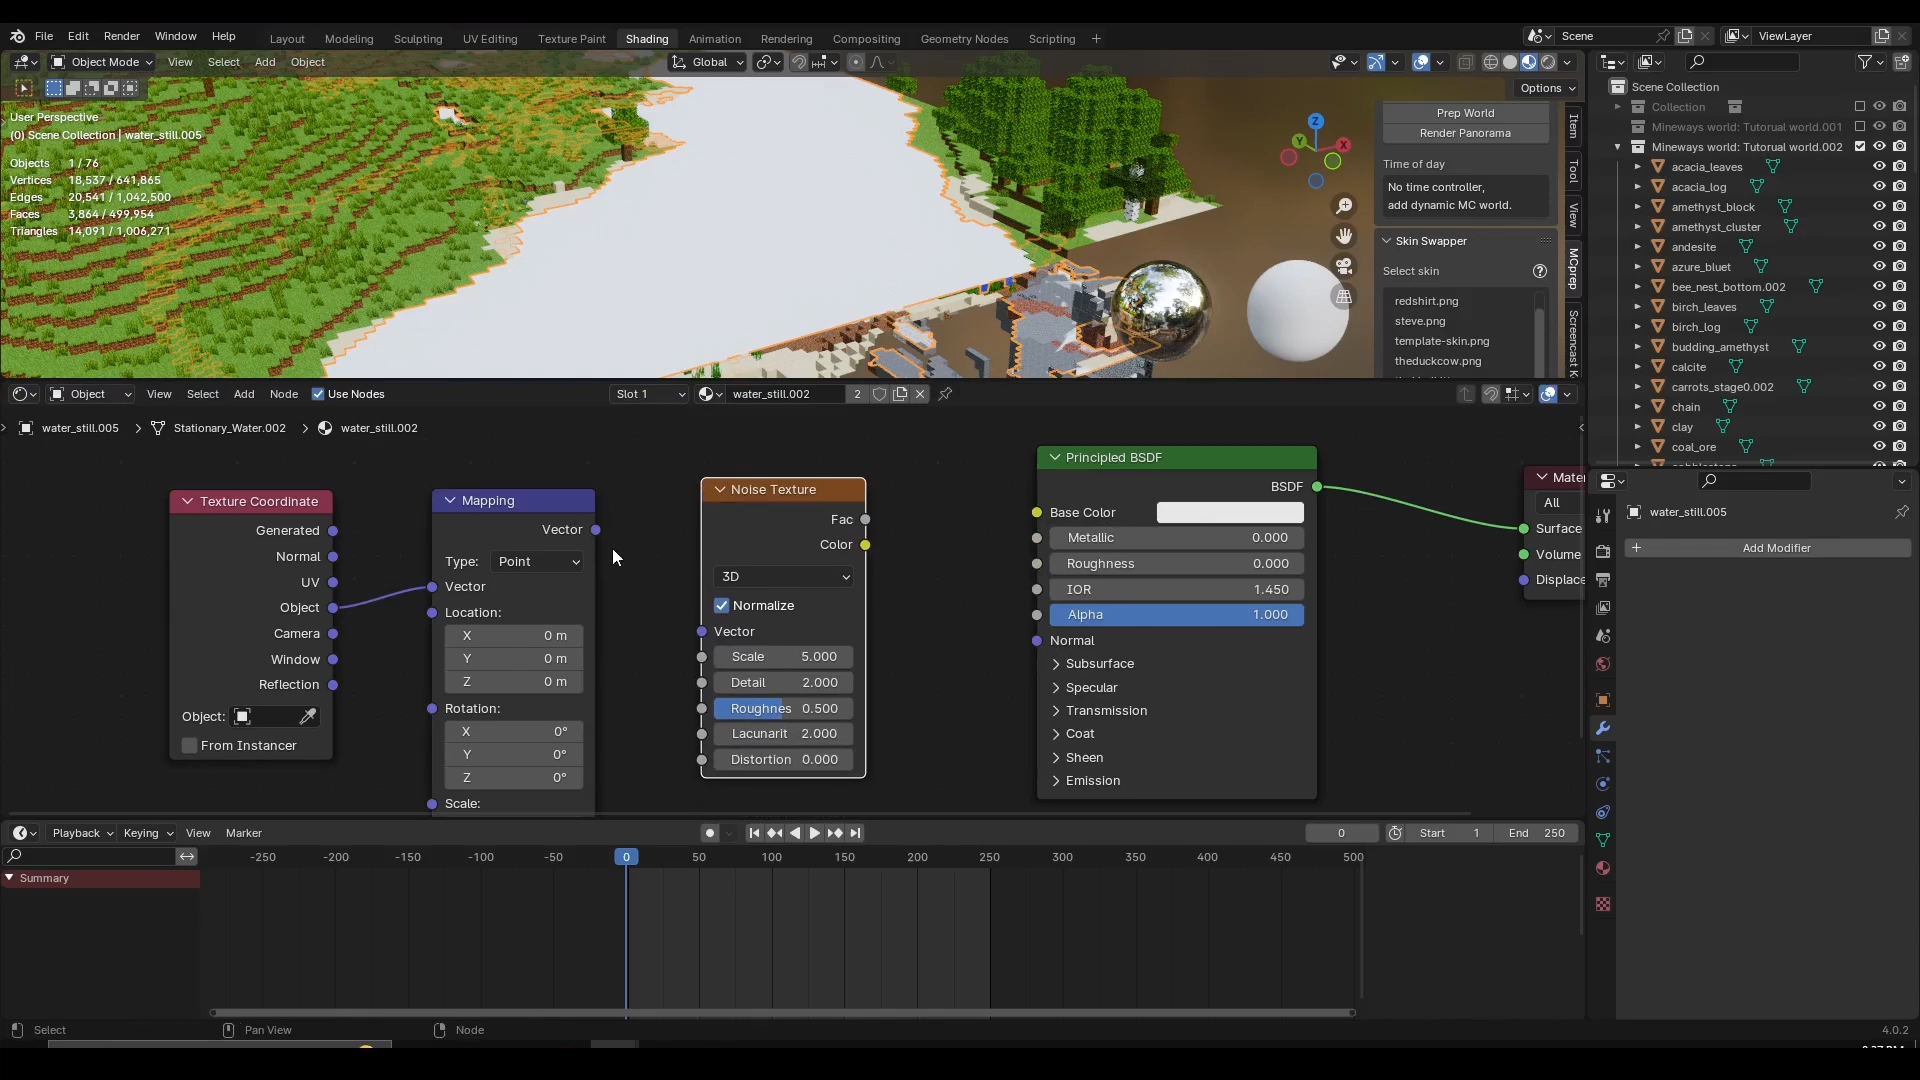 File Edit Render Window Help Layout Modeling Sculpting UV Editing Texture Paint Shading Animation Rendering Compositing Geometry Nodes Scripting + Scene ViewLayer
Object Mode View Select Add Object Global
Options
User Perspective
(0) Scene Collection | water_still.005
Objects 1 / 76
Vertices 18,537 / 641,865
Edges 20,541 / 1,042,500
Faces 3,864 / 499,954
Triangles 14,091 / 1,006,271
Z
Y
X
Prep World
Render Panorama
Time of day
No time controller,
add dynamic MC world.
Skin Swapper
Select skin
redshirt.png
steve.png
template-skin.png
theduckcow.png
Item
Tool
View
MCprep
Screencast K
Scene Collection
Collection
Mineways world: Tutorual world.001
Mineways world: Tutorual world.002
acacia_leaves
acacia_log
amethyst_block
amethyst_cluster
andesite
azure_bluet
bee_nest_bottom.002
birch_leaves
birch_log
budding_amethyst
calcite
carrots_stage0.002
chain
clay
coal_ore
Object View Select Add Node Use Nodes Slot 1 water_still.002 2
water_still.005 > Stationary_Water.002 > water_still.002
Texture Coordinate
Generated
Normal
UV
Object
Camera
Window
Reflection
Object:
From Instancer
Mapping
Vector
Type: Point
Vector
Location:
X 0 m
Y 0 m
Z 0 m
Rotation:
X 0°
Y 0°
Z 0°
Scale:
Noise Texture
Fac
Color
3D
Normalize
Vector
Scale 5.000
Detail 2.000
Roughnes 0.500
Lacunarit 2.000
Distortion 0.000
Principled BSDF
BSDF
Base Color
Metallic 0.000
Roughness 0.000
IOR 1.450
Alpha 1.000
Normal
Subsurface
Specular
Transmission
Coat
Sheen
Emission
Mater
All
Surface
Volume
Displace
water_still.005
+ Add Modifier
Playback Keying View Marker 0 Start 1 End 250
-250 -200 -150 -100 -50 0 50 100 150 200 250 300 350 400 450 500
Summary
Select Pan View Node 4.0.2